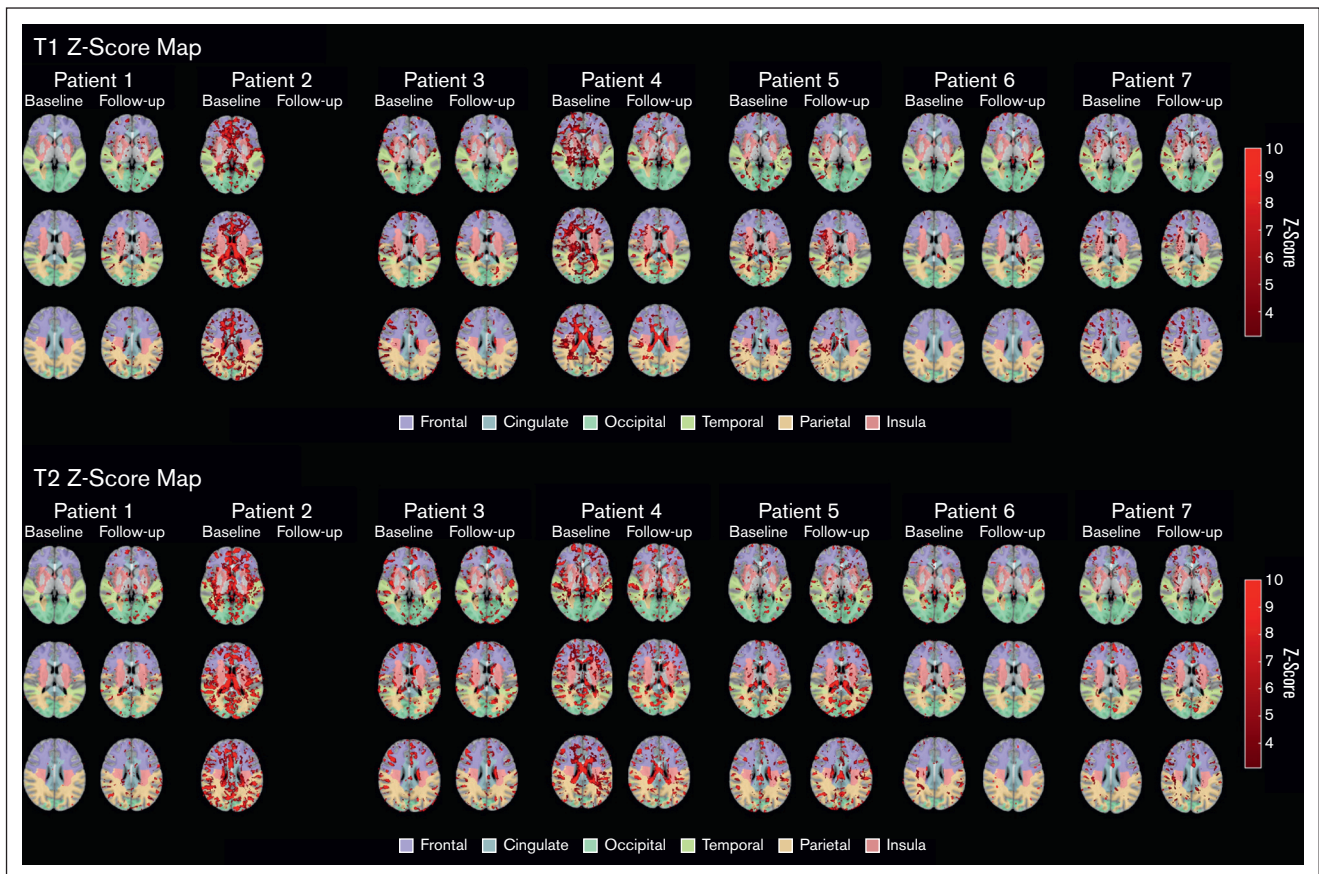 T1 Z-Score Map
Patient 1 Patient 2 Patient 3 Patient 4 Patient 5 Patient 6 Patient 7
Baseline Follow-up Baseline Follow-up Baseline Follow-up Baseline Follow-up Baseline Follow-up Baseline Follow-up Baseline Follow-up
10
9
8
7
6
5
4
Z-Score
Frontal Cingulate Occipital Temporal Parietal Insula
T2 Z-Score Map
Patient 1 Patient 2 Patient 3 Patient 4 Patient 5 Patient 6 Patient 7
Baseline Follow-up Baseline Follow-up Baseline Follow-up Baseline Follow-up Baseline Follow-up Baseline Follow-up Baseline Follow-up
10
9
8
7
6
5
4
Z-Score
Frontal Cingulate Occipital Temporal Parietal Insula